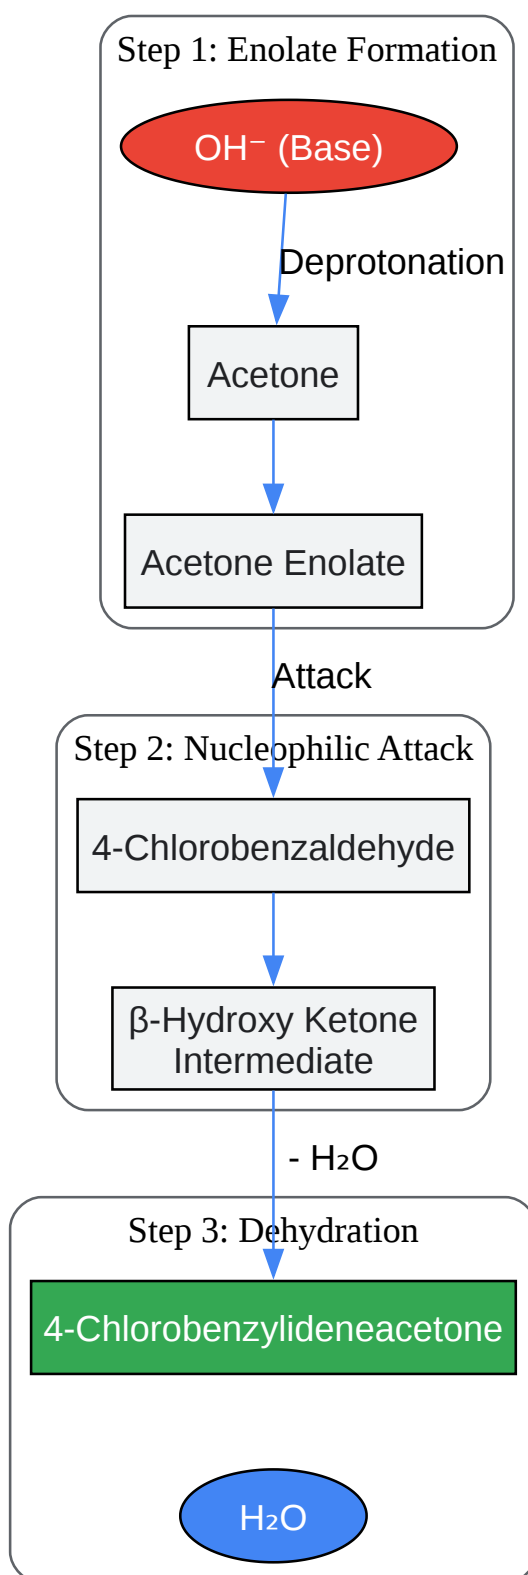 Step 1: Enolate Formation
OH⁻ (Base)
Deprotonation
Acetone
Acetone Enolate
Attack
Step 2: Nucleophilic Attack
4-Chlorobenzaldehyde
β-Hydroxy Ketone
Intermediate
- H₂O
Step 3: Dehydration
4-Chlorobenzylideneacetone
H₂O